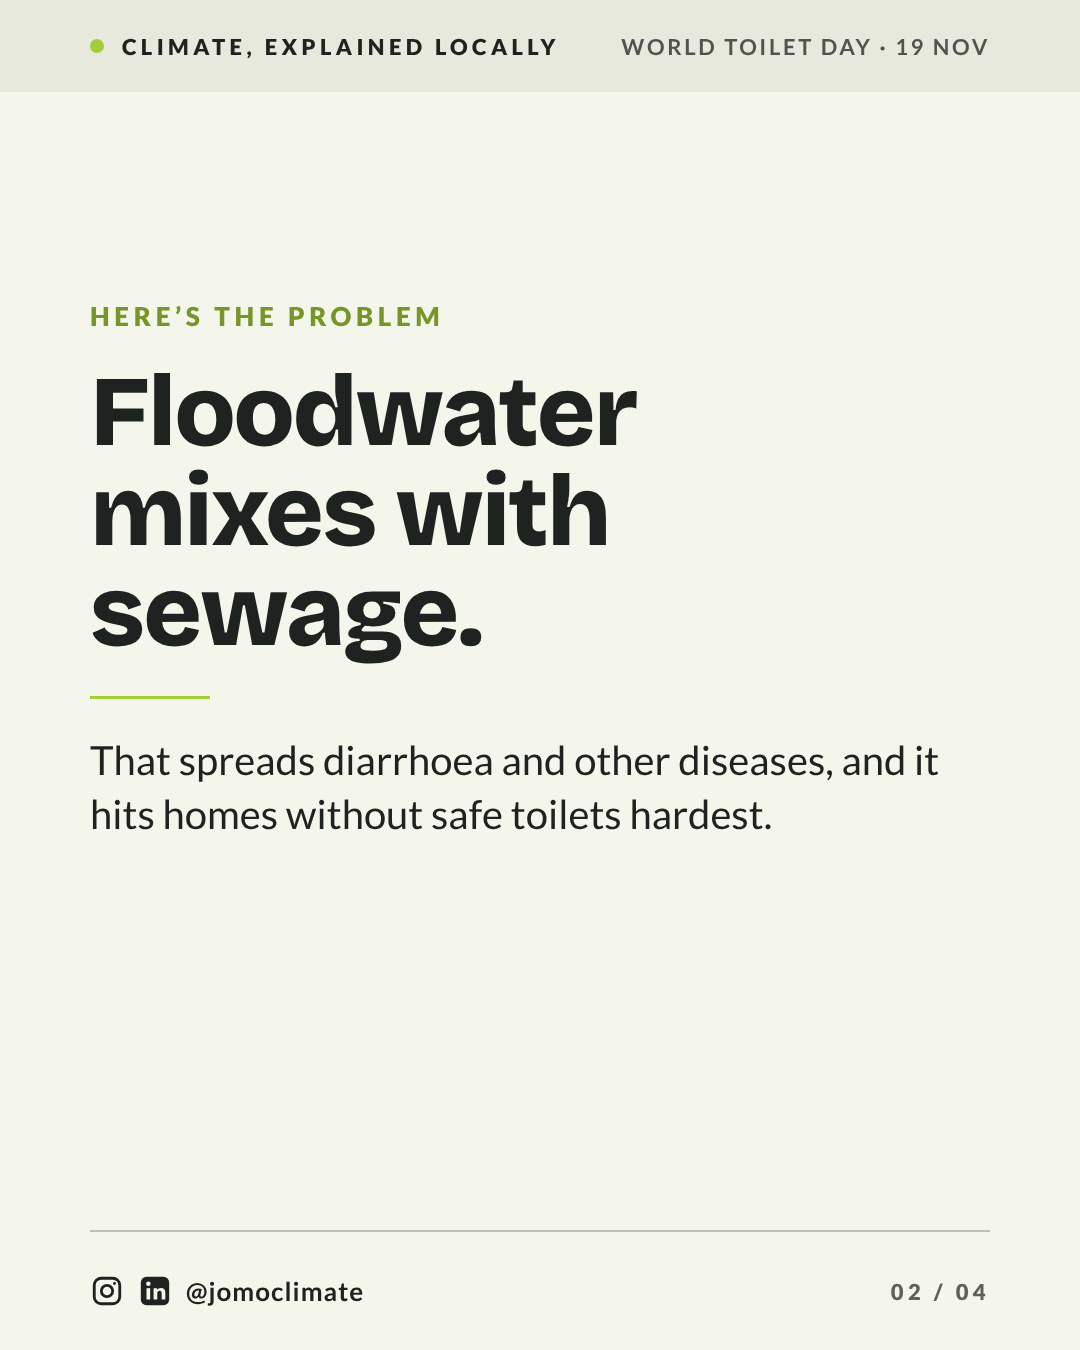 CLIMATE, EXPLAINED LOCALLY
WORLD TOILET DAY · 19 NOV
HERE’S THE PROBLEM
Floodwater
mixes with
sewage.
That spreads diarrhoea and other diseases, and it
hits homes without safe toilets hardest.
@jomoclimate
02 / 04